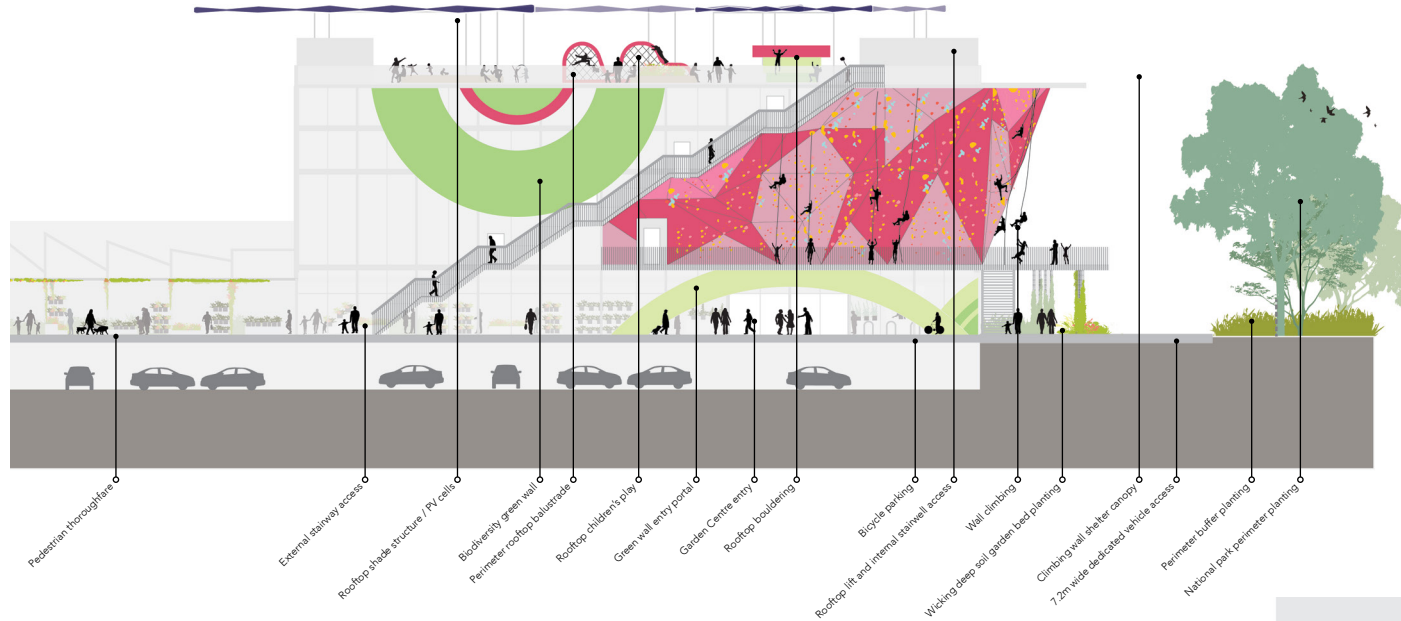 Pedestrian thoroughfare
External stairway access
Rooftop shade structure / PV cells
Biodiversity green wall
Perimeter rooftop balustrade
Rooftop children's play
Green wall entry portal
Garden Centre entry
Rooftop bouldering
Bicycle parking
Rooftop lift and internal stairwell access
Wall climbing
Wicking deep soil garden bed planting
Climbing wall shelter canopy
7.2m wide dedicated vehicle access
Perimeter buffer planting
National park perimeter planting